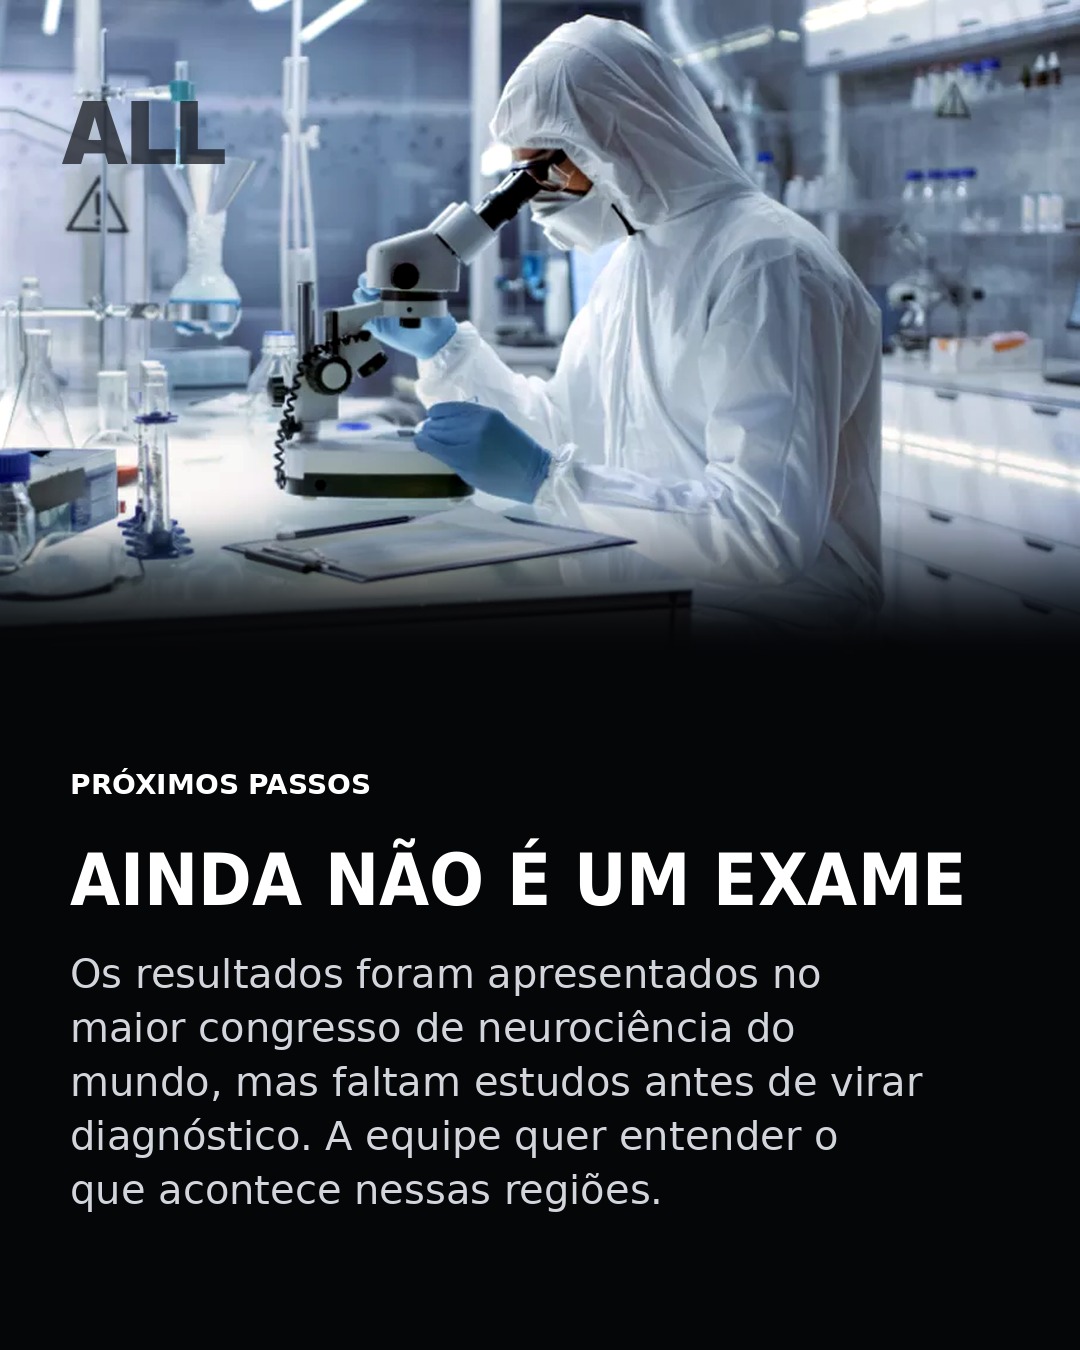 ALL
PRÓXIMOS PASSOS
AINDA NÃO É UM EXAME
Os resultados foram apresentados no
maior congresso de neurociência do
mundo, mas faltam estudos antes de virar
diagnóstico. A equipe quer entender o
que acontece nessas regiões.